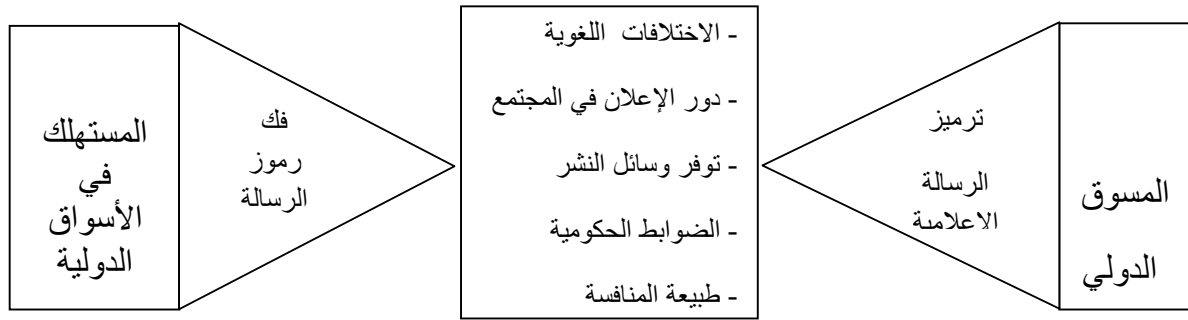 المسوق
الدولي
ترميز
الرسالة
الاعلامية
- الاختلافات اللغوية
- دور الإعلان في المجتمع
- توفر وسائل النشر
- الضوابط الحكومية
- طبيعة المنافسة
فك
رموز
الرسالة
المستهلك
في
الأسواق
الدولية